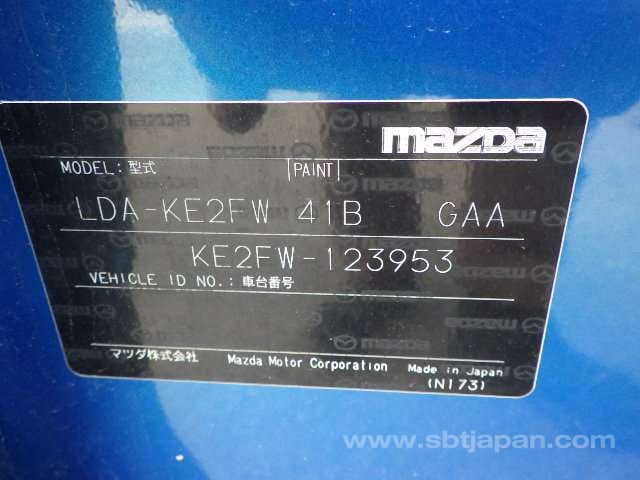 mazda
MODEL: 型式 PAINT
LDA-KE2FW 41B GAA
KE2FW-123953
VEHICLE ID NO.: 車台番号
マツダ株式会社 Mazda Motor Corporation Made in Japan
(N173)
www.sbtjapan.com